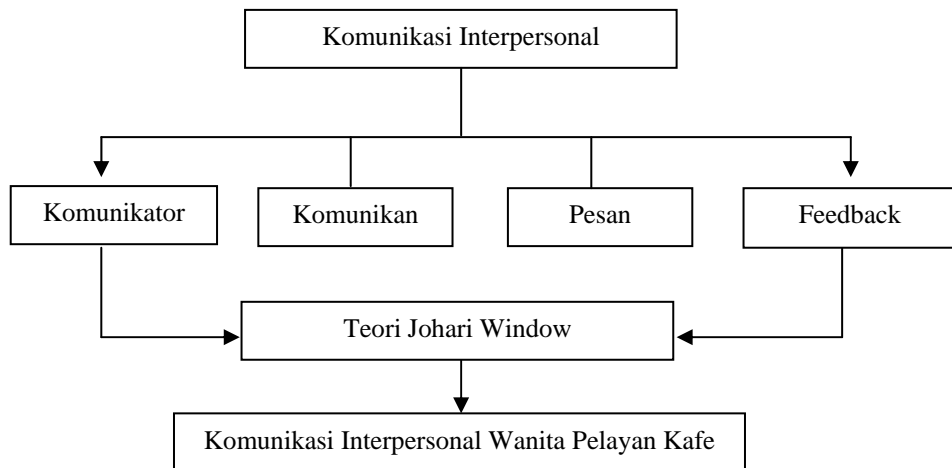 Komunikasi Interpersonal
Komunikator
Komunikan
Pesan
Feedback
Teori Johari Window
Komunikasi Interpersonal Wanita Pelayan Kafe